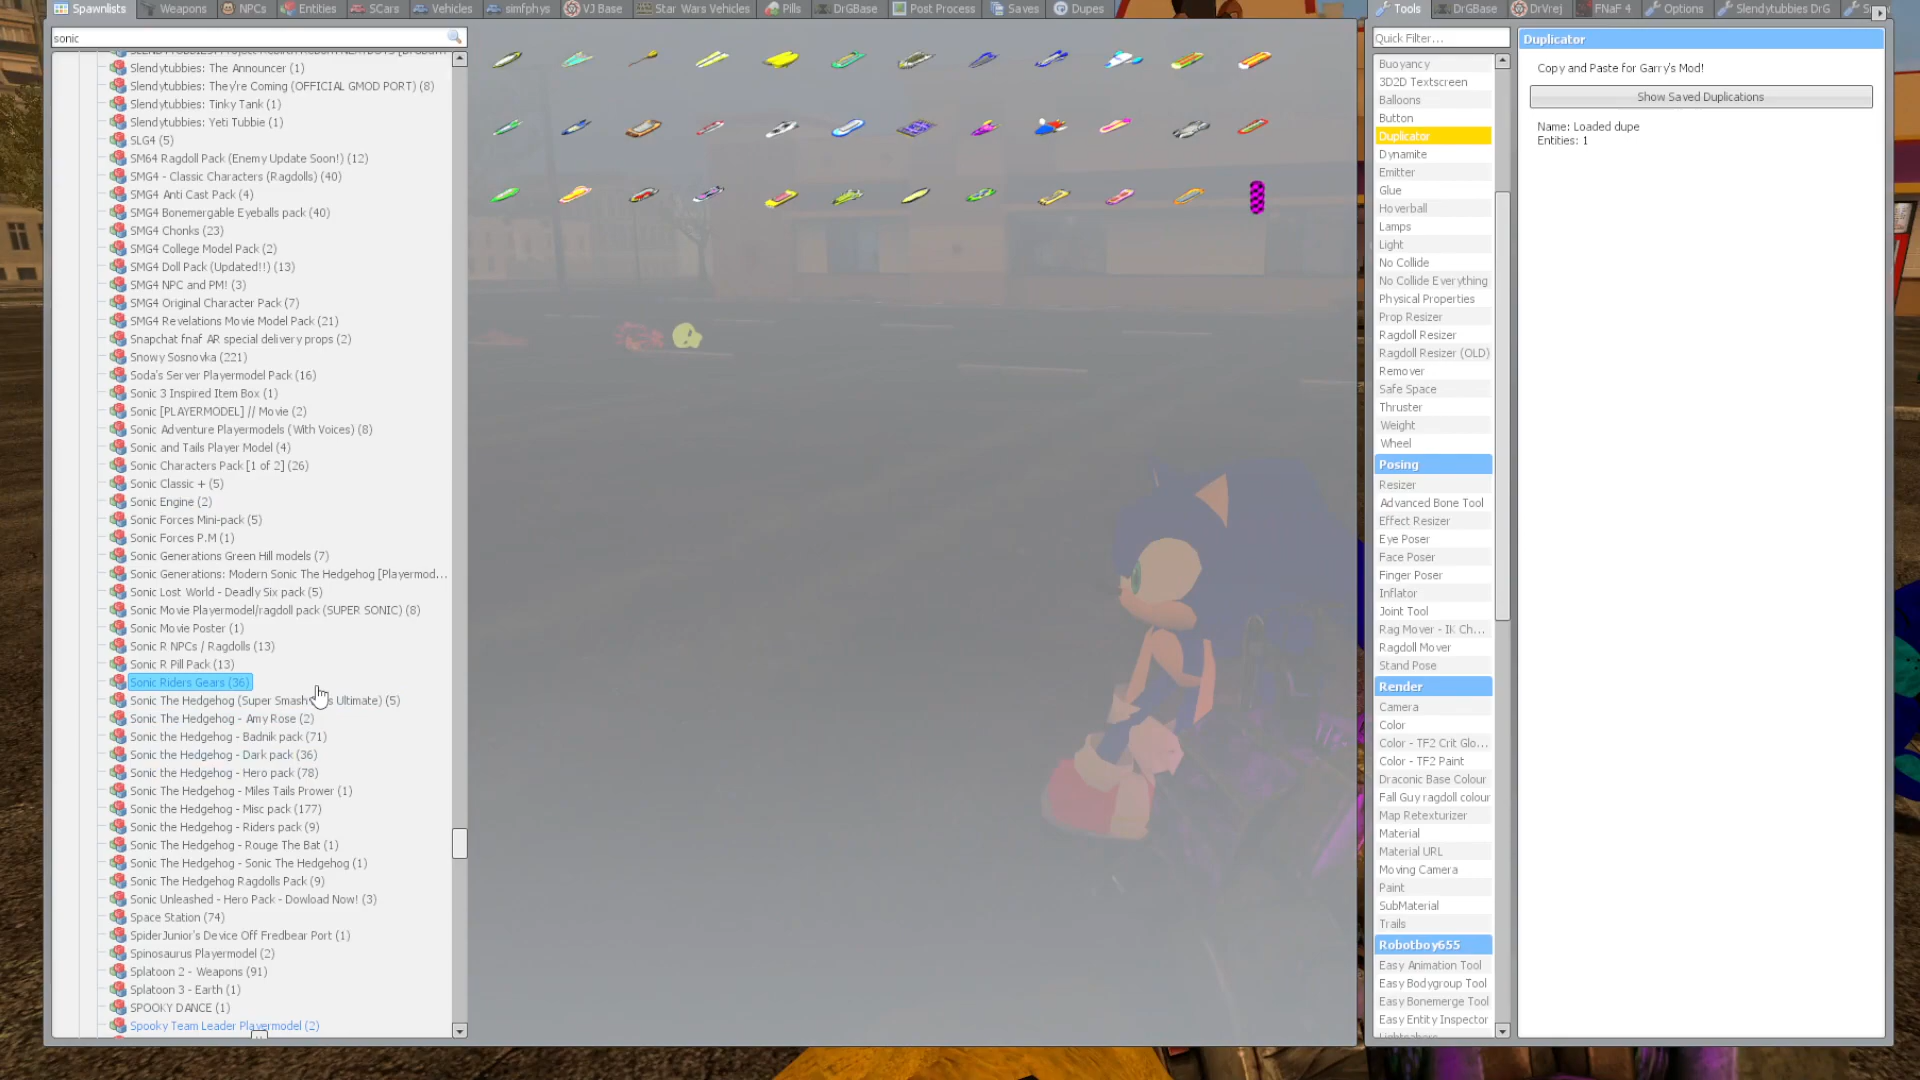 Spawnlists
Weapons
NPCs
Entities
SCars
Vehicles
simfphys
VJ Base
Star Wars Vehicles
Pills
DrGBase
Post Process
Saves
Dupes
Tools
DrGBase
DrVrej
FNaF 4
Options
Slendytubbies DrG
sonic
Slendytubbies: The Announcer (1)
Slendytubbies: They're Coming (OFFICIAL GMOD PORT) (8)
Slendytubbies: Tinky Tank (1)
Slendytubbies: Yeti Tubbie (1)
SLG4 (5)
SM64 Ragdoll Pack (Enemy Update Soon!) (12)
SMG4 - Classic Characters (Ragdolls) (40)
SMG4 Anti Cast Pack (4)
SMG4 Bonemergable Eyeballs pack (40)
SMG4 Chonks (23)
SMG4 College Model Pack (2)
SMG4 Doll Pack (Updated!!) (13)
SMG4 NPC and PM! (3)
SMG4 Original Character Pack (7)
SMG4 Revelations Movie Model Pack (21)
Snapchat fnaf AR special delivery props (2)
Snowy Sosnovka (221)
Soda's Server Playermodel Pack (16)
Sonic 3 Inspired Item Box (1)
Sonic [PLAYERMODEL] // Movie (2)
Sonic Adventure Playermodels (With Voices) (8)
Sonic and Tails Player Model (4)
Sonic Characters Pack [1 of 2] (26)
Sonic Classic + (5)
Sonic Engine (2)
Sonic Forces Mini-pack (5)
Sonic Forces P.M (1)
Sonic Generations Green Hill models (7)
Sonic Generations: Modern Sonic The Hedgehog [Playermod...
Sonic Lost World - Deadly Six pack (5)
Sonic Movie Playermodel/ragdoll pack (SUPER SONIC) (8)
Sonic Movie Poster (1)
Sonic R NPCs / Ragdolls (13)
Sonic R Pill Pack (13)
Sonic Riders Gears (36)
Sonic The Hedgehog (Super Smash s Ultimate) (5)
Sonic The Hedgehog - Amy Rose (2)
Sonic the Hedgehog - Badnik pack (71)
Sonic the Hedgehog - Dark pack (36)
Sonic the Hedgehog - Hero pack (78)
Sonic The Hedgehog - Miles Tails Prower (1)
Sonic the Hedgehog - Misc pack (177)
Sonic the Hedgehog - Riders pack (9)
Sonic The Hedgehog - Rouge The Bat (1)
Sonic The Hedgehog - Sonic The Hedgehog (1)
Sonic The Hedgehog Ragdolls Pack (9)
Sonic Unleashed - Hero Pack - Dowload Now! (3)
Space Station (74)
SpiderJunior's Device Off Fredbear Port (1)
Spinosaurus Playermodel (2)
Splatoon 2 - Weapons (91)
Splatoon 3 - Earth (1)
SPOOKY DANCE (1)
Spooky Team Leader Playermodel (2)
Quick Filter...
Buoyancy
3D2D Textscreen
Balloons
Button
Duplicator
Dynamite
Emitter
Glue
Hoverball
Lamps
Light
No Collide
No Collide Everything
Physical Properties
Prop Resizer
Ragdoll Resizer
Ragdoll Resizer (OLD)
Remover
Safe Space
Thruster
Weight
Wheel
Posing
Resizer
Advanced Bone Tool
Effect Resizer
Eye Poser
Face Poser
Finger Poser
Inflator
Joint Tool
Rag Mover - Ik Ch...
Ragdoll Mover
Stand Pose
Render
Camera
Color
Color - TF2 Crit Glo...
Color - TF2 Paint
Draconic Base Colour
Fall Guy ragdoll colour
Map Retexturizer
Material
Material URL
Moving Camera
Paint
SubMaterial
Trails
Robotboy655
Easy Animation Tool
Easy Bodygroup Tool
Easy Bonemerge Tool
Easy Entity Inspector
Duplicator
Copy and Paste for Garry's Mod!
Show Saved Duplications
Name: Loaded dupe
Entities: 1